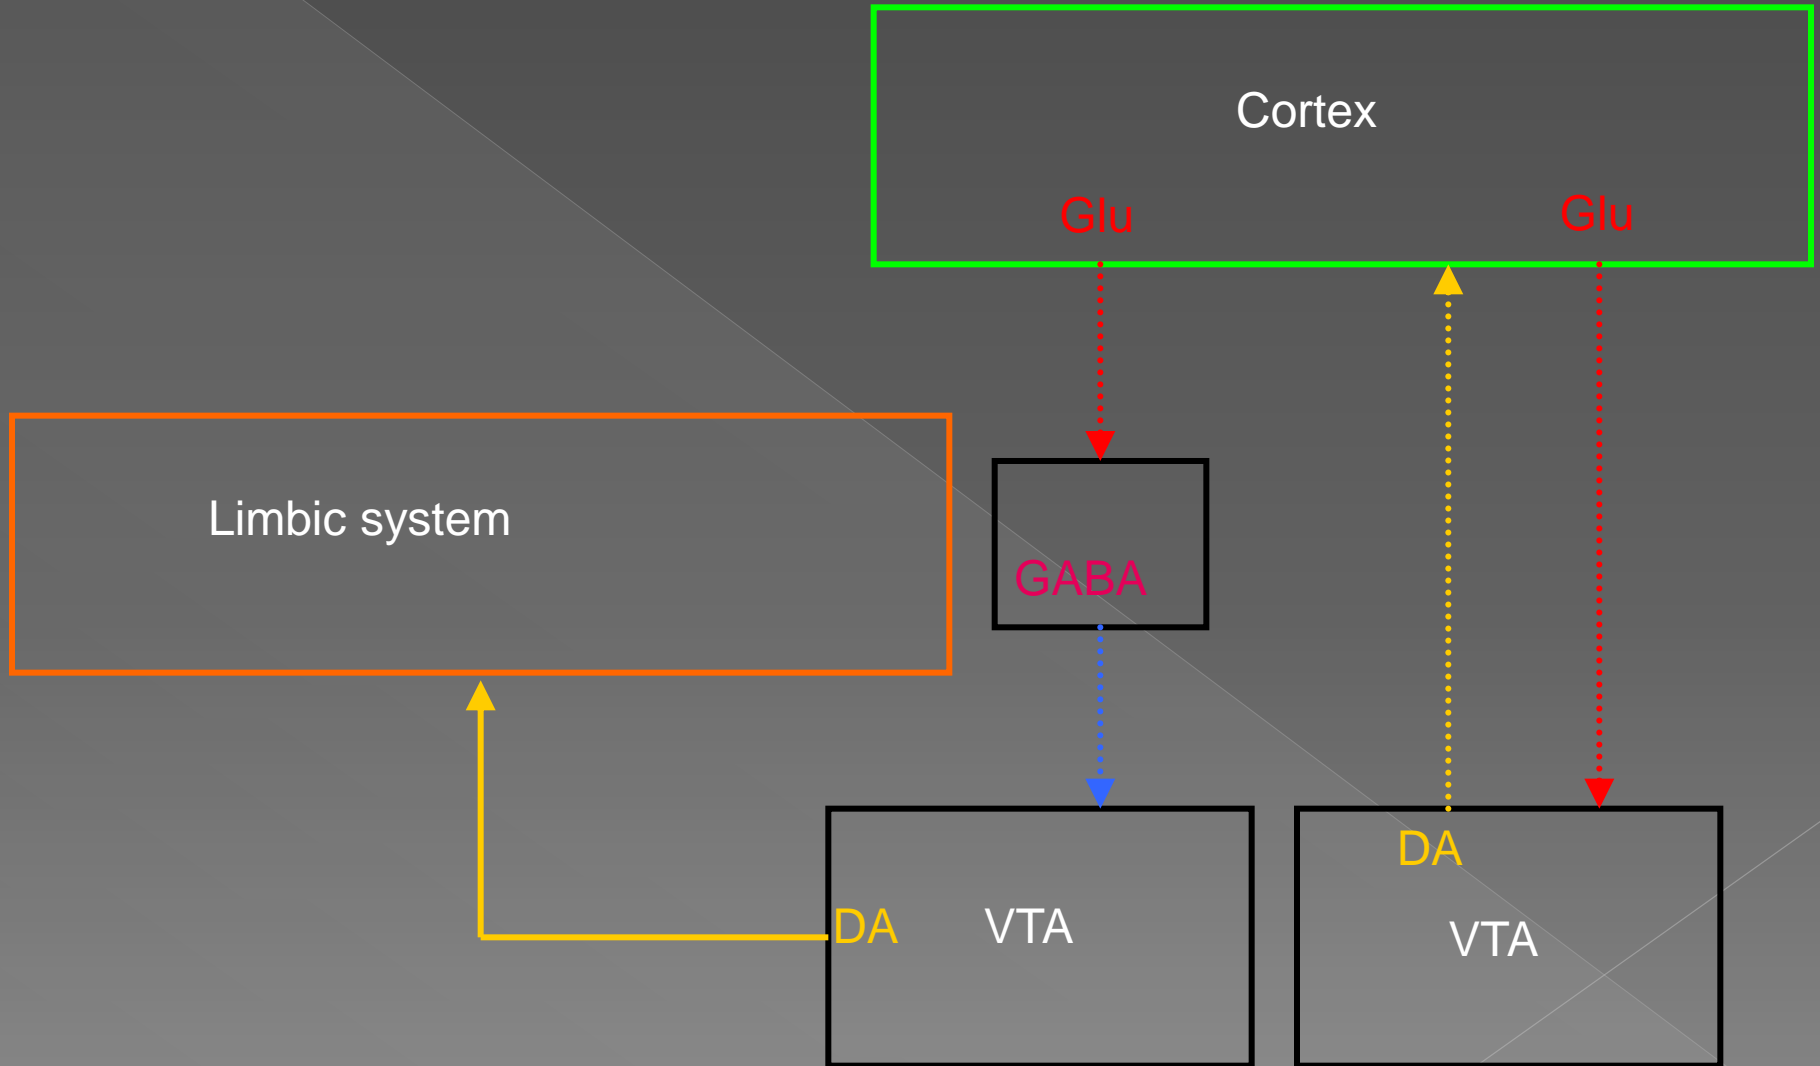 Cortex
Glu
Glu
Limbic system
GABA
DA
DA
VTA
VTA